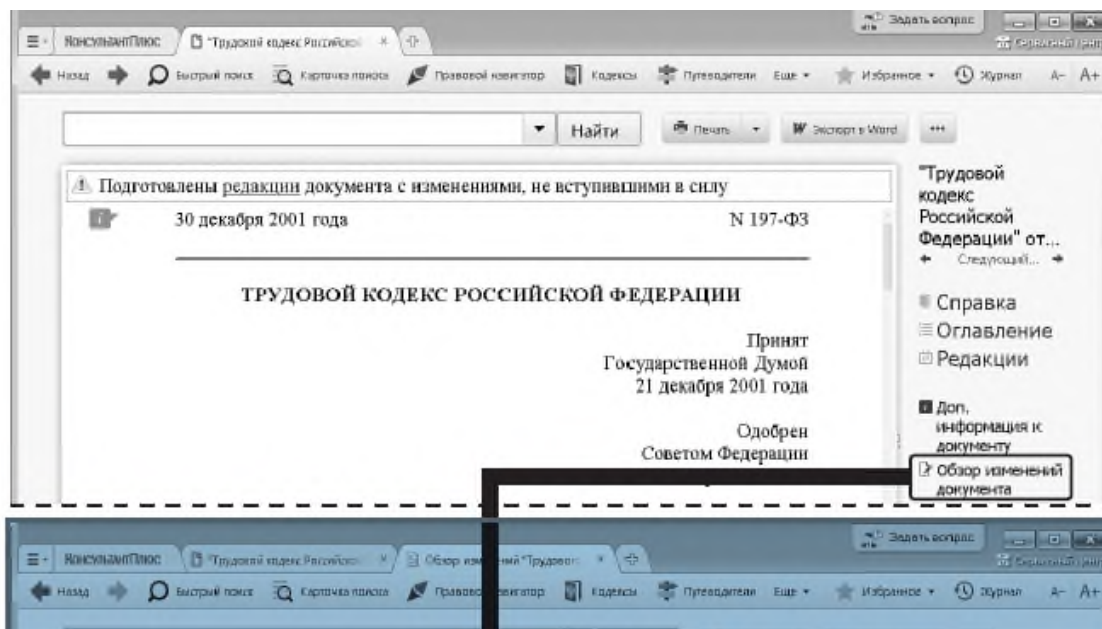 Задать вопрос
КонсультантПлюс "Трудовой кодекс Российско
Назад Быстрый поиск Карточка поиска Правовой навигатор Кодексы Путеводители Еще Избранное Журнал А- А+
Найти Печать Экспорт в Word
Подготовлены редакции документа с изменениями, не вступившими в силу
30 декабря 2001 года N 197-ФЗ
ТРУДОВОЙ КОДЕКС РОССИЙСКОЙ ФЕДЕРАЦИИ
Принят
Государственной Думой
21 декабря 2001 года
Одобрен
Советом Федерации
"Трудовой
кодекс
Российской
Федерации" от...
Следующий...
Справка
Оглавление
Редакции
Доп.
информация к
документу
Обзор изменений
документа
Задать вопрос
КонсультантПлюс "Трудовой кодекс Российско Обзор изменений "Трудовог
Назад Быстрый поиск Карточка поиска Правовой навигатор Кодексы Путеводители Еще Избранное Журнал А- А+